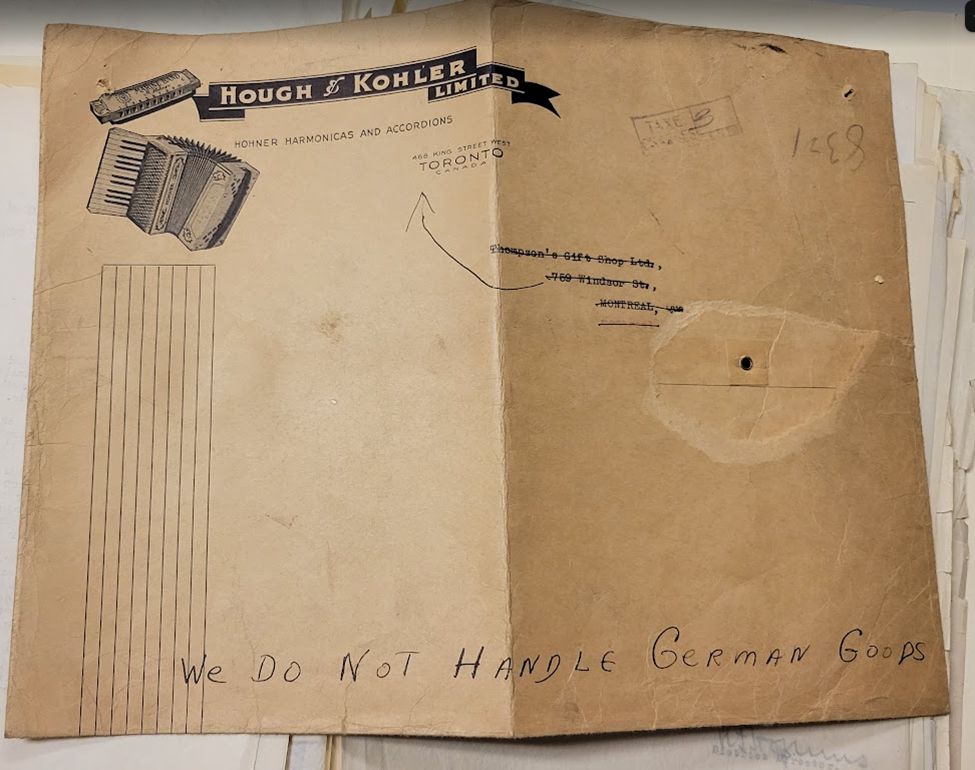 HOUGH & KOHLER
LIMITED
HOHNER HARMONICAS AND ACCORDIONS
468 KING STREET WEST
TORONTO
CANADA
Thompson's Gift Shop Ltd.,
759 Windsor St.,
MONTREAL,
We DO NOT HANDLE GERMAN GOODS